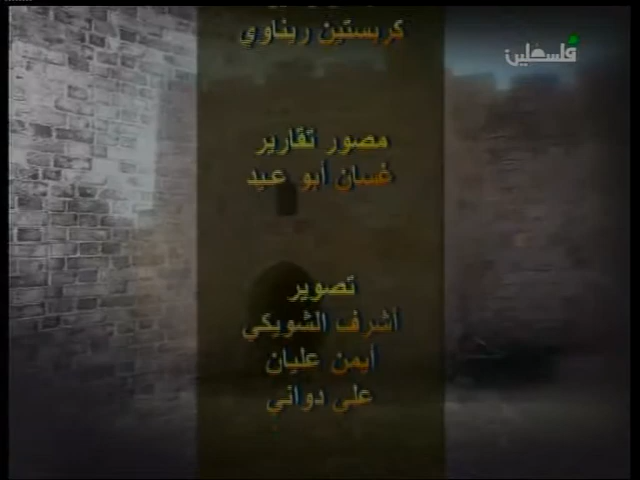 كريستين ريناوي
فلسطين
مصور تقارير
غسان أبو عيد
تصوير
أشرف الشويكي
أيمن عليان
علي دواني